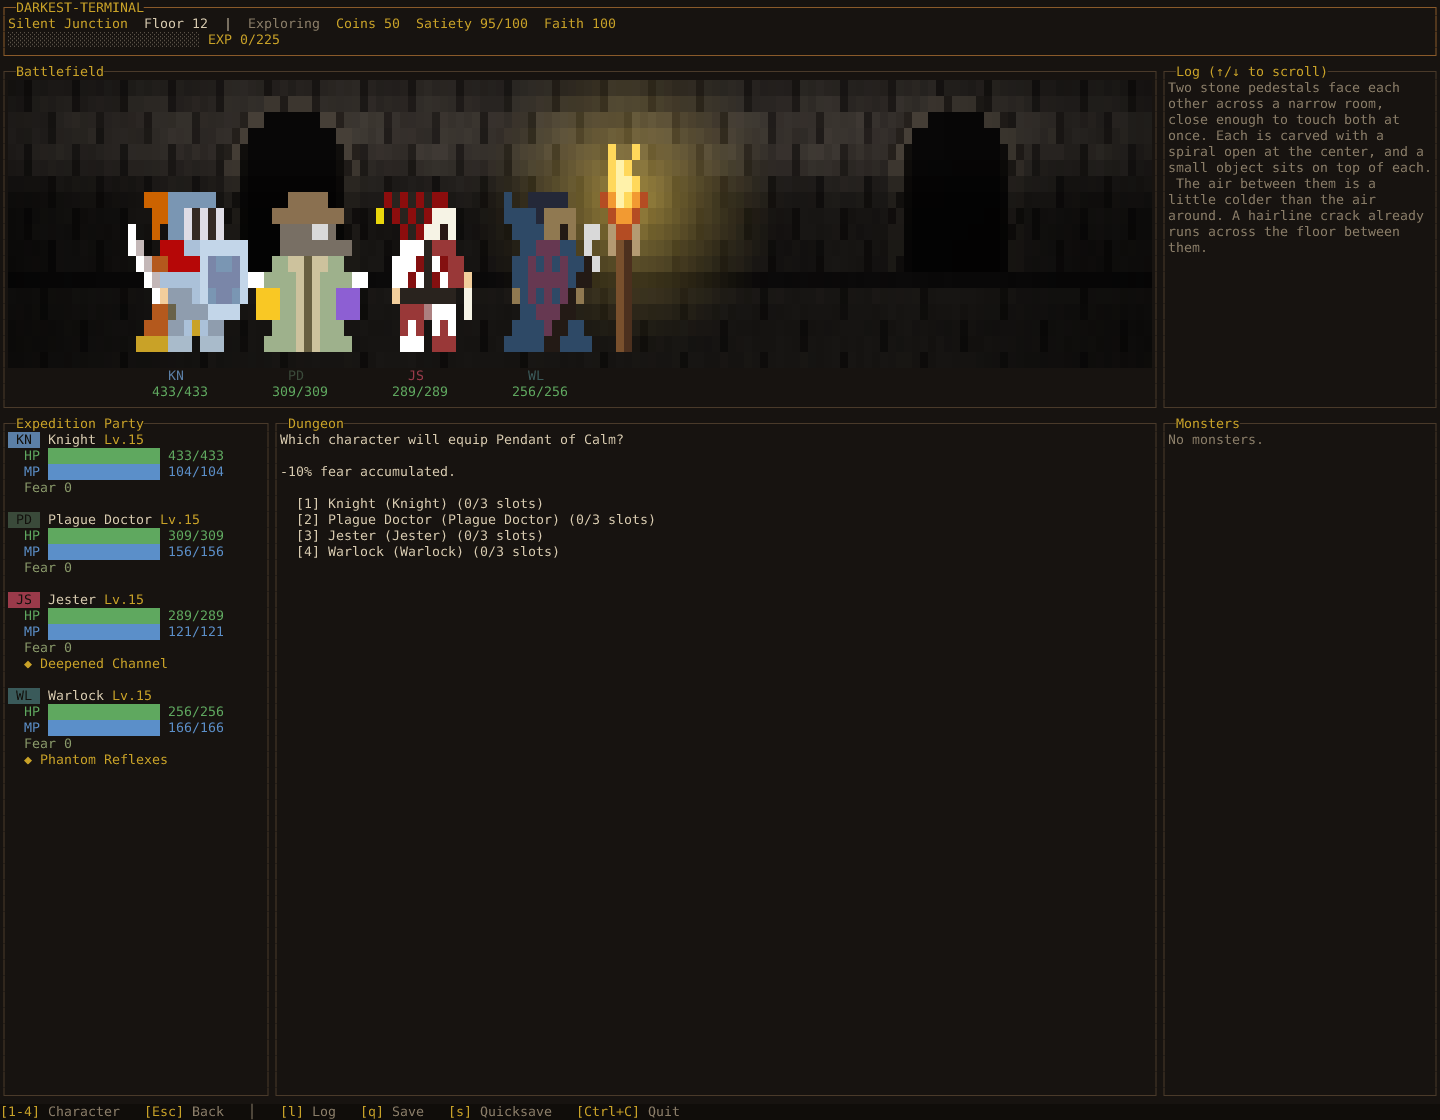 DARKEST-TERMINAL
Silent Junction  Floor 12  |  Exploring  Coins 50  Satiety 95/100  Faith 100
EXP 0/225
Battlefield
KN PD JS WL
433/433 309/309 289/289 256/256
Log (↑/↓ to scroll)
Two stone pedestals face each
other across a narrow room,
close enough to touch both at
once. Each is carved with a
spiral open at the center, and a
small object sits on top of each.
The air between them is a
little colder than the air
around. A hairline crack already
runs across the floor between
them.
Expedition Party
KN Knight Lv.15
HP 433/433
MP 104/104
Fear 0
PD Plague Doctor Lv.15
HP 309/309
MP 156/156
Fear 0
JS Jester Lv.15
HP 289/289
MP 121/121
Fear 0
◆ Deepened Channel
WL Warlock Lv.15
HP 256/256
MP 166/166
Fear 0
◆ Phantom Reflexes
Dungeon
Which character will equip Pendant of Calm?
-10% fear accumulated.
[1] Knight (Knight) (0/3 slots)
[2] Plague Doctor (Plague Doctor) (0/3 slots)
[3] Jester (Jester) (0/3 slots)
[4] Warlock (Warlock) (0/3 slots)
Monsters
No monsters.
[1-4] Character  [Esc] Back  |  [l] Log  [q] Save  [s] Quicksave  [Ctrl+C] Quit